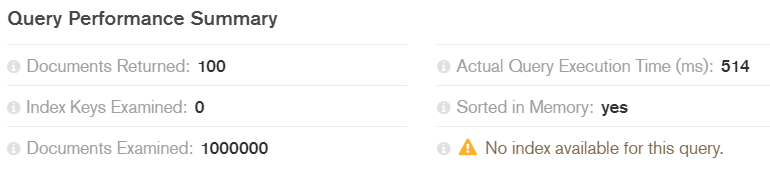 Query Performance Summary
Documents Returned: 100
Actual Query Execution Time (ms): 514
Index Keys Examined: 0
Sorted in Memory: yes
Documents Examined: 1000000
No index available for this query.